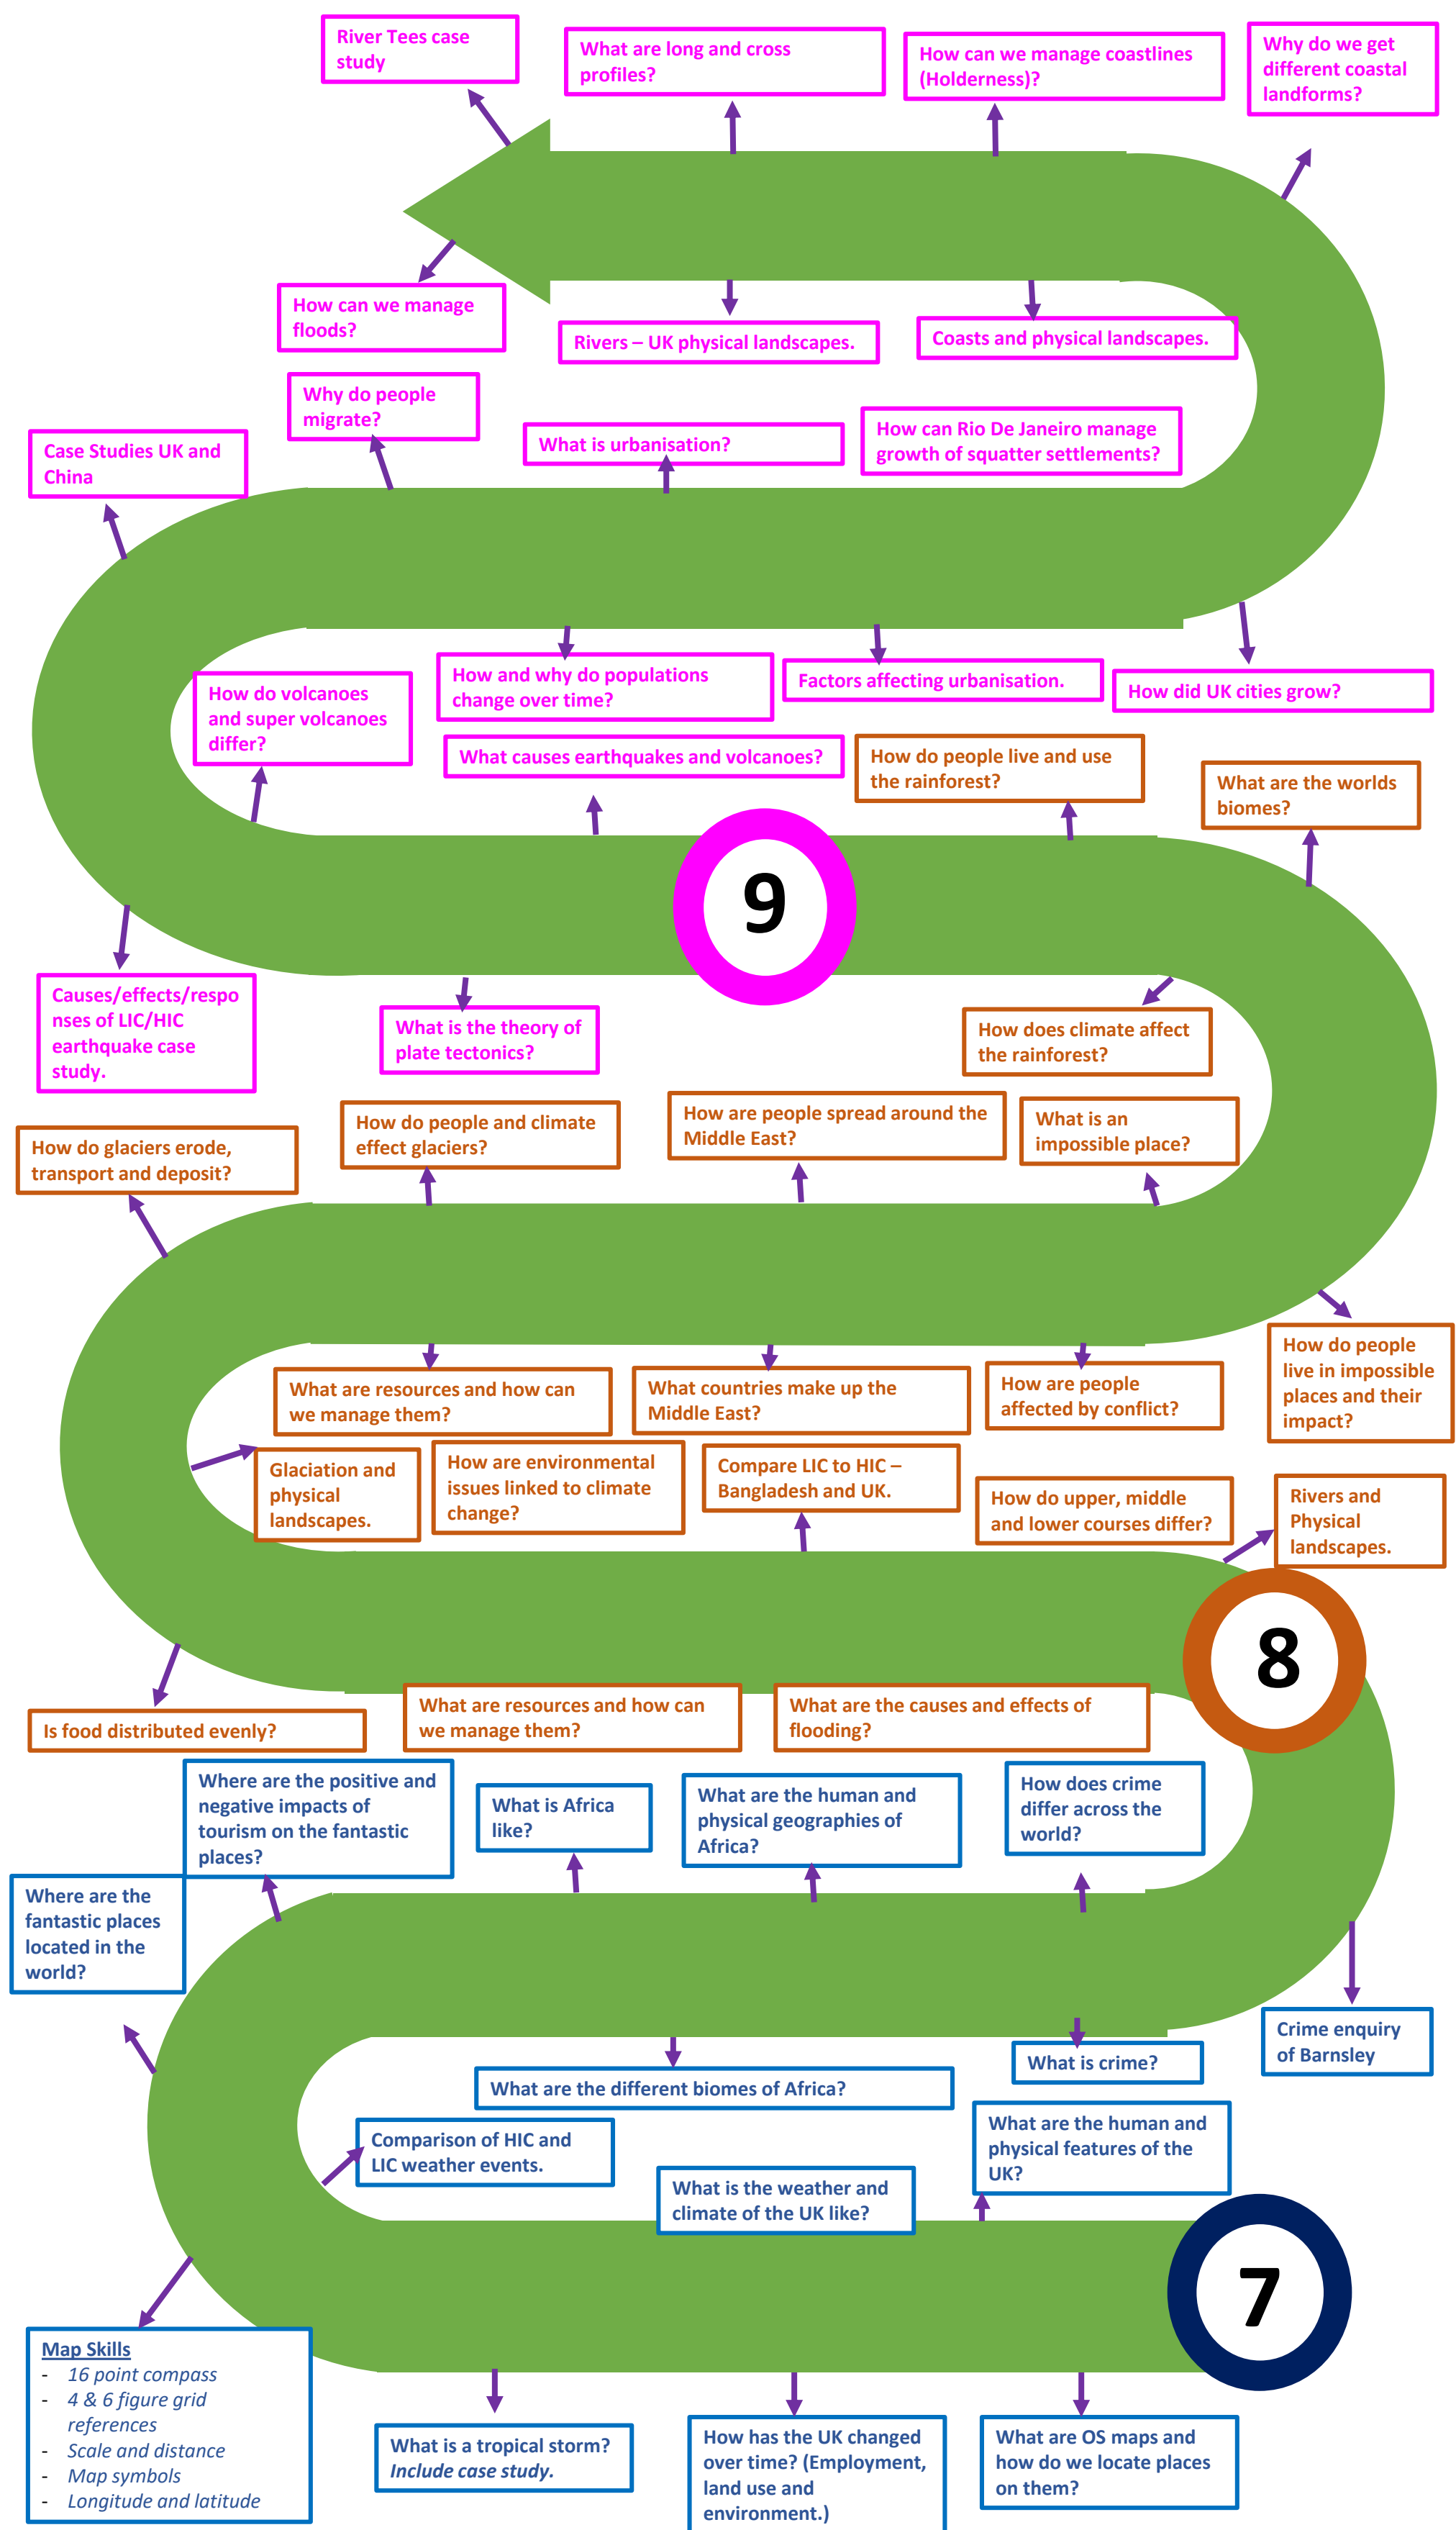 River Tees case
study
What are long and cross
profiles?
How can we manage coastlines
(Holderness)?
Why do we get
different coastal
landforms?
How can we manage
floods?
Rivers – UK physical landscapes.
Coasts and physical landscapes.
Why do people
migrate?
Case Studies UK and
China
What is urbanisation?
How can Rio De Janeiro manage
growth of squatter settlements?
How do volcanoes
and super volcanoes
differ?
How and why do populations
change over time?
Factors affecting urbanisation.
How did UK cities grow?
What causes earthquakes and volcanoes?
How do people live and use
the rainforest?
What are the worlds
biomes?
9
Causes/effects/respo
nses of LIC/HIC
earthquake case
study.
What is the theory of
plate tectonics?
How does climate affect
the rainforest?
How do glaciers erode,
transport and deposit?
How do people and climate
effect glaciers?
How are people spread around the
Middle East?
What is an
impossible place?
What are resources and how can
we manage them?
What countries make up the
Middle East?
How are people
affected by conflict?
How do people
live in impossible
places and their
impact?
Glaciation and
physical
landscapes.
How are environmental
issues linked to climate
change?
Compare LIC to HIC –
Bangladesh and UK.
How do upper, middle
and lower courses differ?
Rivers and
Physical
landscapes.
8
Is food distributed evenly?
What are resources and how can
we manage them?
What are the causes and effects of
flooding?
Where are the positive and
negative impacts of
tourism on the fantastic
places?
What is Africa
like?
What are the human and
physical geographies of
Africa?
How does crime
differ across the
world?
Where are the
fantastic places
located in the
world?
Crime enquiry
of Barnsley
What are the different biomes of Africa?
What is crime?
Comparison of HIC and
LIC weather events.
What is the weather and
climate of the UK like?
What are the human and
physical features of the
UK?
7
Map Skills
- 16 point compass
- 4 & 6 figure grid
references
- Scale and distance
- Map symbols
- Longitude and latitude
What is a tropical storm?
Include case study.
How has the UK changed
over time? (Employment,
land use and
environment.)
What are OS maps and
how do we locate places
on them?